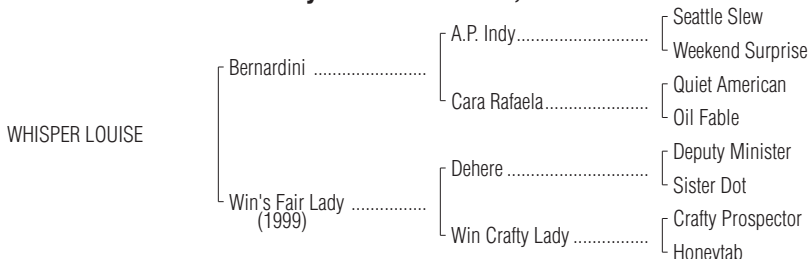 Seattle Slew
A.P. Indy..................................
Weekend Surprise
Bernardini ........................
Quiet American
Cara Rafaela...........................
Oil Fable
WHISPER LOUISE
Deputy Minister
Dehere ....................................
Sister Dot
Win's Fair Lady ................
(1999)
Crafty Prospector
Win Crafty Lady ...................
Honeytab